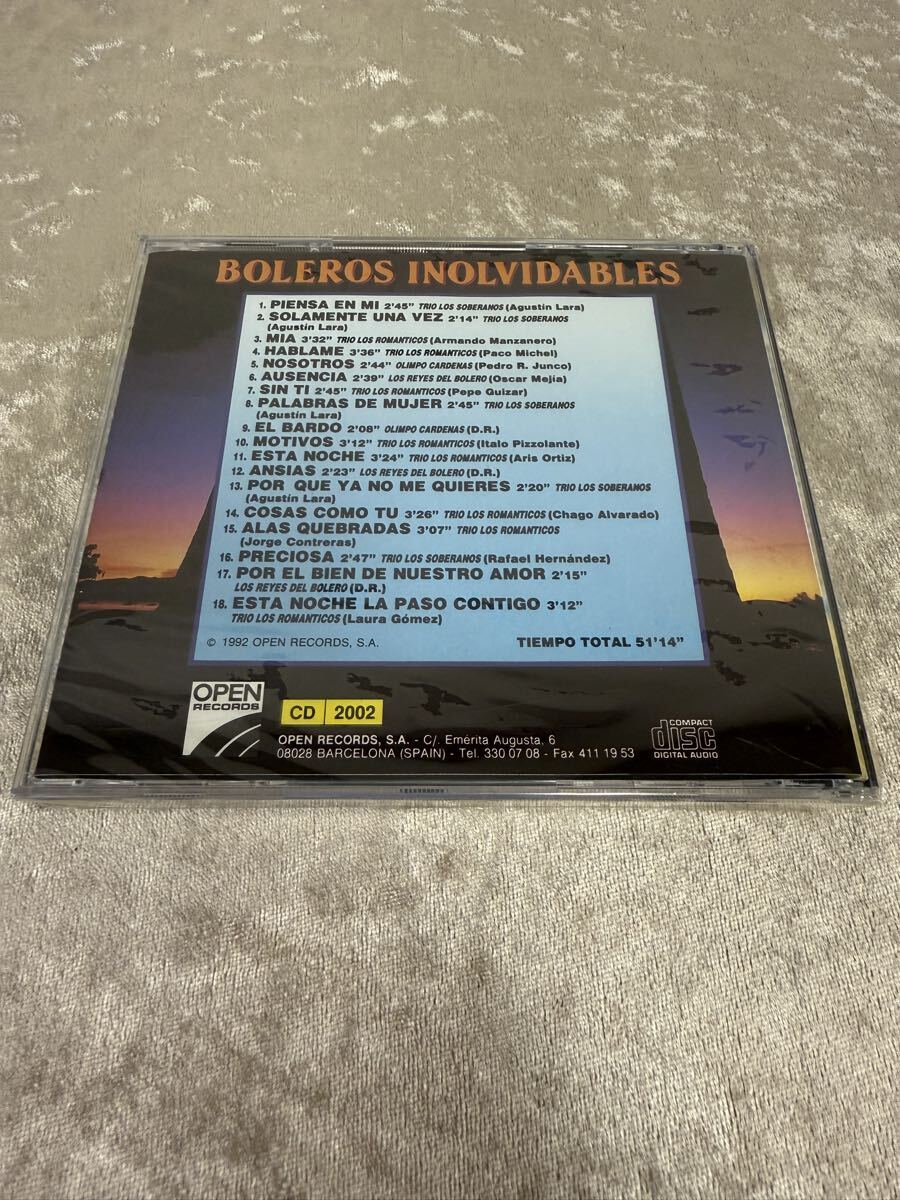 BOLEROS INOLVIDABLES
1. PIENSA EN MI 2'45" TRIO LOS SOBERANOS (Agustín Lara)
2. SOLAMENTE UNA VEZ 2'14" TRIO LOS SOBERANOS
(Agustín Lara)
3. MIA 3'32" TRIO LOS ROMANTICOS (Armando Manzanero)
4. HABLAME 3'36" TRIO LOS ROMANTICOS (Paco Michel)
5. NOSOTROS 2'44" OLIMPO CARDENAS (Pedro R. Junco)
6. AUSENCIA 2'39" LOS REYES DEL BOLERO (Oscar Mejía)
7. SIN TI 2'45" TRIO LOS ROMANTICOS (Pepe Guizar)
8. PALABRAS DE MUJER 2'45" TRIO LOS SOBERANOS
(Agustín Lara)
9. EL BARDO 2'08" OLIMPO CARDENAS (D.R.)
10. MOTIVOS 3'12" TRIO LOS ROMANTICOS (Italo Pizzolante)
11. ESTA NOCHE 3'24" TRIO LOS ROMANTICOS (Aris Ortiz)
12. ANSIAS 2'23" LOS REYES DEL BOLERO (D.R.)
13. POR QUE YA NO ME QUIERES 2'20" TRIO LOS SOBERANOS
(Agustín Lara)
14. COSAS COMO TU 3'26" TRIO LOS ROMANTICOS (Chago Alvarado)
15. ALAS QUEBRADAS 3'07" TRIO LOS ROMANTICOS
(Jorge Contreras)
16. PRECIOSA 2'47" TRIO LOS SOBERANOS (Rafael Hernández)
17. POR EL BIEN DE NUESTRO AMOR 2'15"
LOS REYES DEL BOLERO (D.R.)
18. ESTA NOCHE LA PASO CONTIGO 3'12"
TRIO LOS ROMANTICOS (Laura Gómez)
© 1992 OPEN RECORDS, S.A. TIEMPO TOTAL 51'14"
OPEN
RECORDS
CD 2002
OPEN RECORDS, S.A. - C/. Emérita Augusta, 6
08028 BARCELONA (SPAIN) - Tel. 330 07 08 - Fax 411 19 53
COMPACT
disc
DIGITAL AUDIO